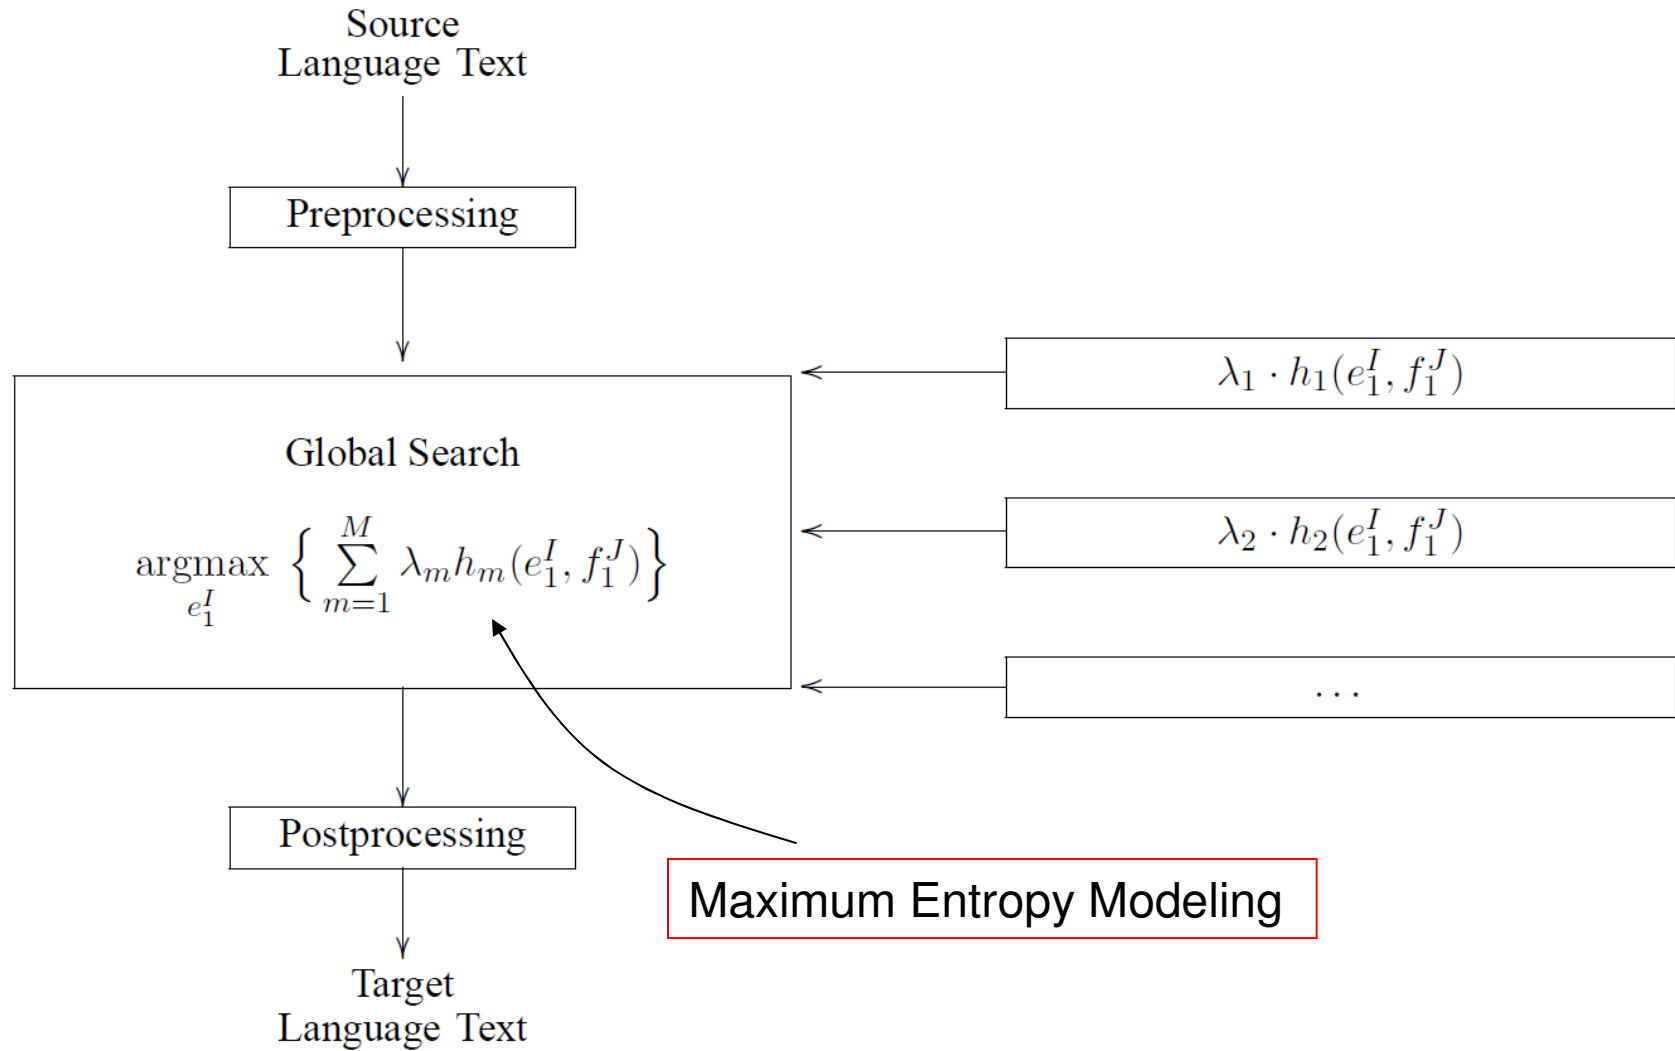 Source
Language Text
Preprocessing
Global Search
argmax { \sum_{m=1}^{M} λ_m h_m(e_1^I, f_1^J) }
e_1^I
λ_1 · h_1(e_1^I, f_1^J)
λ_2 · h_2(e_1^I, f_1^J)
...
Postprocessing
Maximum Entropy Modeling
Target
Language Text